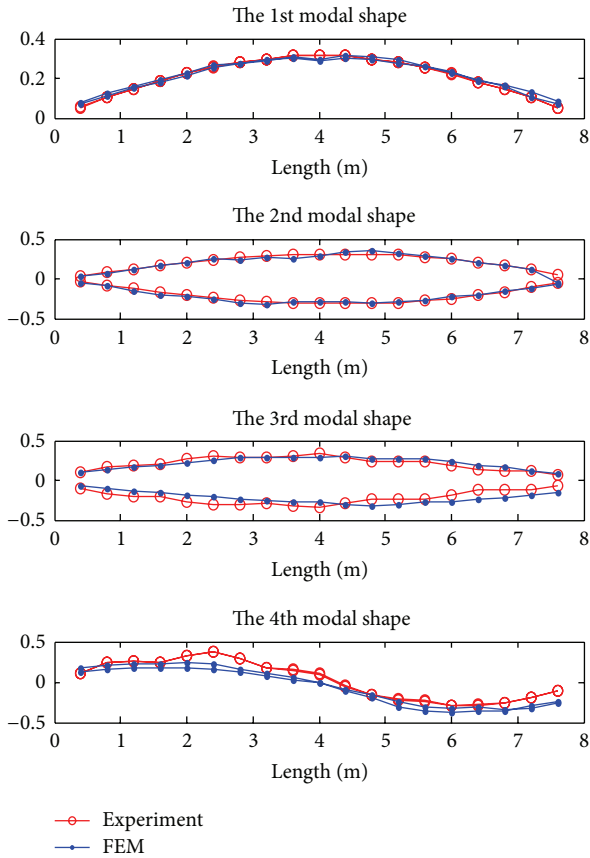 The 1st modal shape
0.4
0.2
0
0 1 2 3 4 5 6 7 8
Length (m)
The 2nd modal shape
0.5
0
−0.5
0 1 2 3 4 5 6 7 8
Length (m)
The 3rd modal shape
0.5
0
−0.5
0 1 2 3 4 5 6 7 8
Length (m)
The 4th modal shape
0.5
0
−0.5
0 1 2 3 4 5 6 7 8
Length (m)
Experiment
FEM